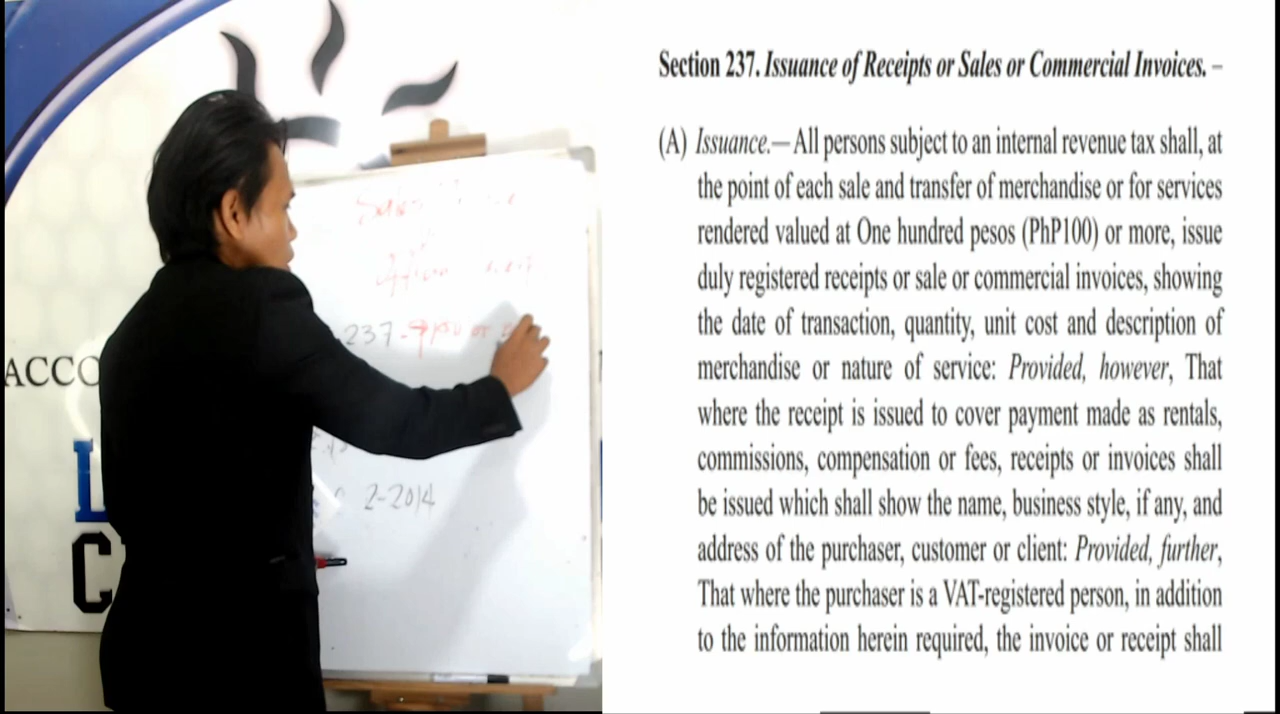 Sales
237-
2-2014
ACCO
L
C
Section 237. Issuance of Receipts or Sales or Commercial Invoices. –
(A) Issuance.— All persons subject to an internal revenue tax shall, at
the point of each sale and transfer of merchandise or for services
rendered valued at One hundred pesos (PhP100) or more, issue
duly registered receipts or sale or commercial invoices, showing
the date of transaction, quantity, unit cost and description of
merchandise or nature of service: Provided, however, That
where the receipt is issued to cover payment made as rentals,
commissions, compensation or fees, receipts or invoices shall
be issued which shall show the name, business style, if any, and
address of the purchaser, customer or client: Provided, further,
That where the purchaser is a VAT-registered person, in addition
to the information herein required, the invoice or receipt shall